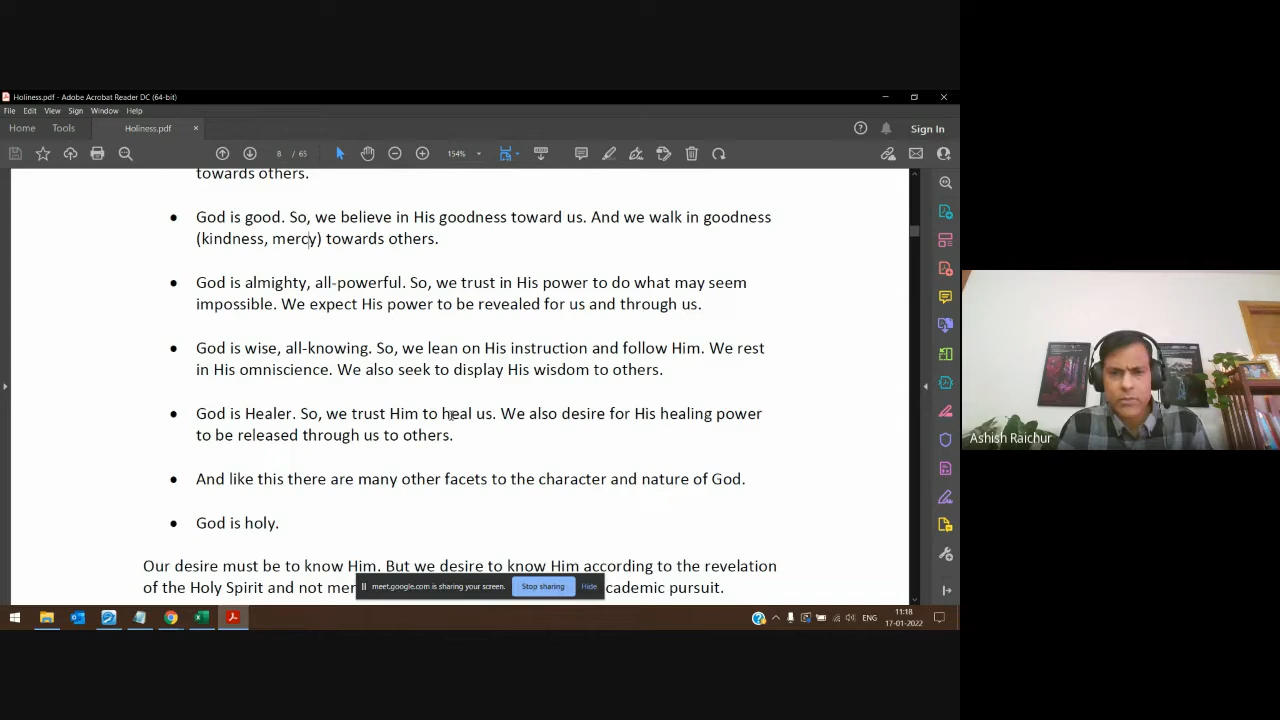 Holiness.pdf - Adobe Acrobat Reader DC (64-bit)
File Edit View Sign Window Help
Home Tools Holiness.pdf × Sign In
8 / 65 154%
towards others.
• God is good. So, we believe in His goodness toward us. And we walk in goodness
(kindness, mercy) towards others.
• God is almighty, all-powerful. So, we trust in His power to do what may seem
impossible. We expect His power to be revealed for us and through us.
• God is wise, all-knowing. So, we lean on His instruction and follow Him. We rest
in His omniscience. We also seek to display His wisdom to others.
• God is Healer. So, we trust Him to heal us. We also desire for His healing power
to be released through us to others.
• And like this there are many other facets to the character and nature of God.
• God is holy.
Our desire must be to know Him. But we desire to know Him according to the revelation
of the Holy Spirit and not mer cademic pursuit.
meet.google.com is sharing your screen. Stop sharing Hide
ENG 11:18
17-01-2022
Ashish Raichur